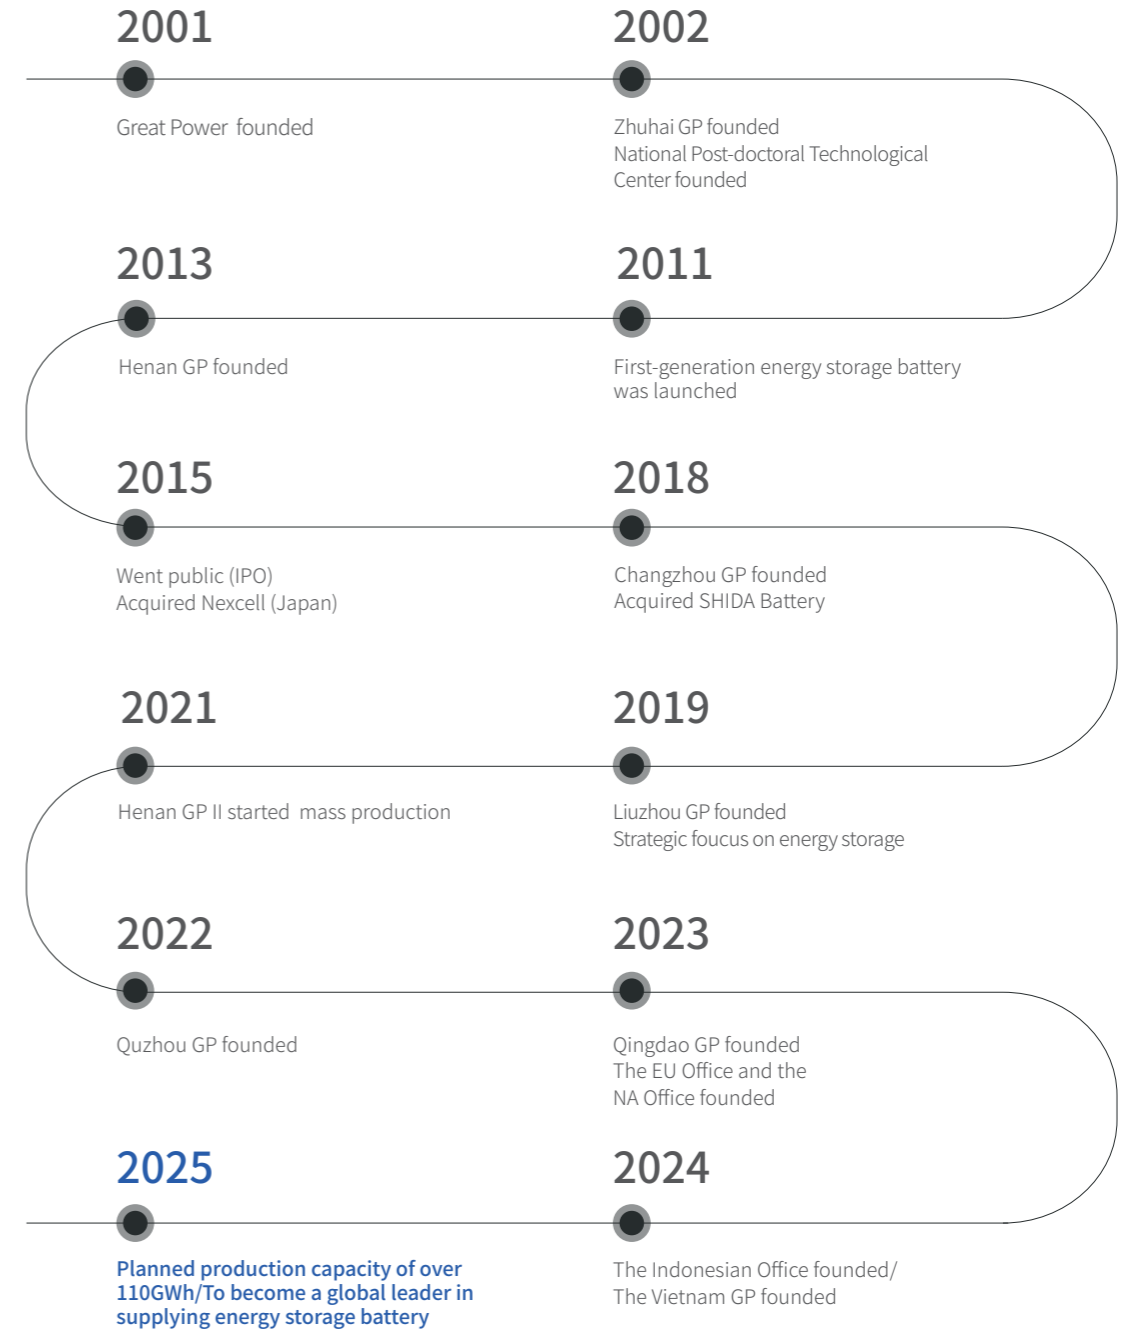 2001
Great Power founded
2002
Zhuhai GP founded
National Post-doctoral Technological
Center founded
2011
First-generation energy storage battery
was launched
2013
Henan GP founded
2015
Went public (IPO)
Acquired Nexcell (Japan)
2018
Changzhou GP founded
Acquired SHIDA Battery
2019
Liuzhou GP founded
Strategic foucus on energy storage
2021
Henan GP II started mass production
2022
Quzhou GP founded
2023
Qingdao GP founded
The EU Office and the
NA Office founded
2024
The Indonesian Office founded/
The Vietnam GP founded
2025
Planned production capacity of over
110GWh/To become a global leader in
supplying energy storage battery